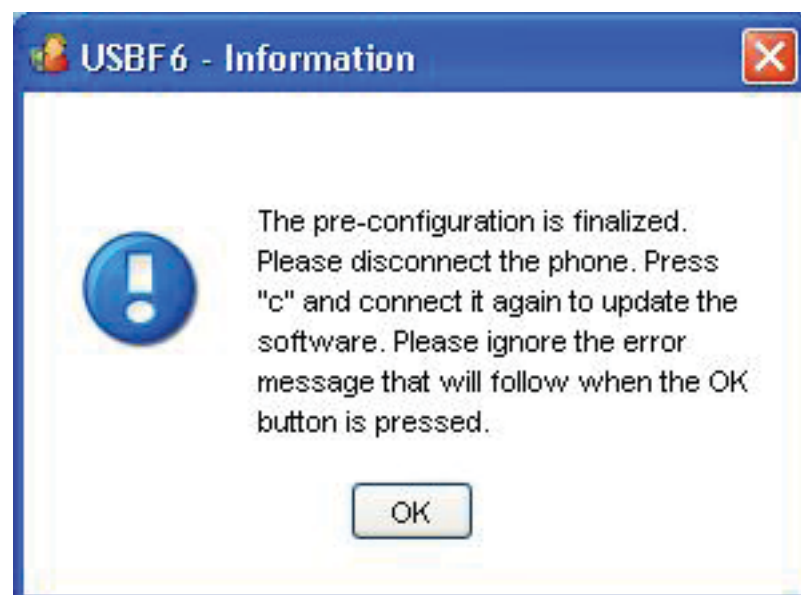 USBF6 - Information
The pre-configuration is finalized.
Please disconnect the phone. Press
"c" and connect it again to update the
software. Please ignore the error
message that will follow when the OK
button is pressed.
OK